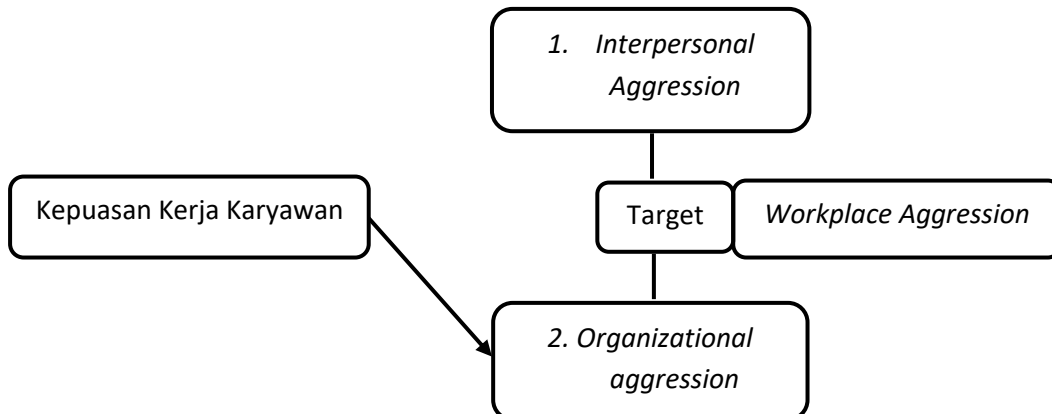 1. Interpersonal
Aggression
Kepuasan Kerja Karyawan
Target
Workplace Aggression
2. Organizational
aggression